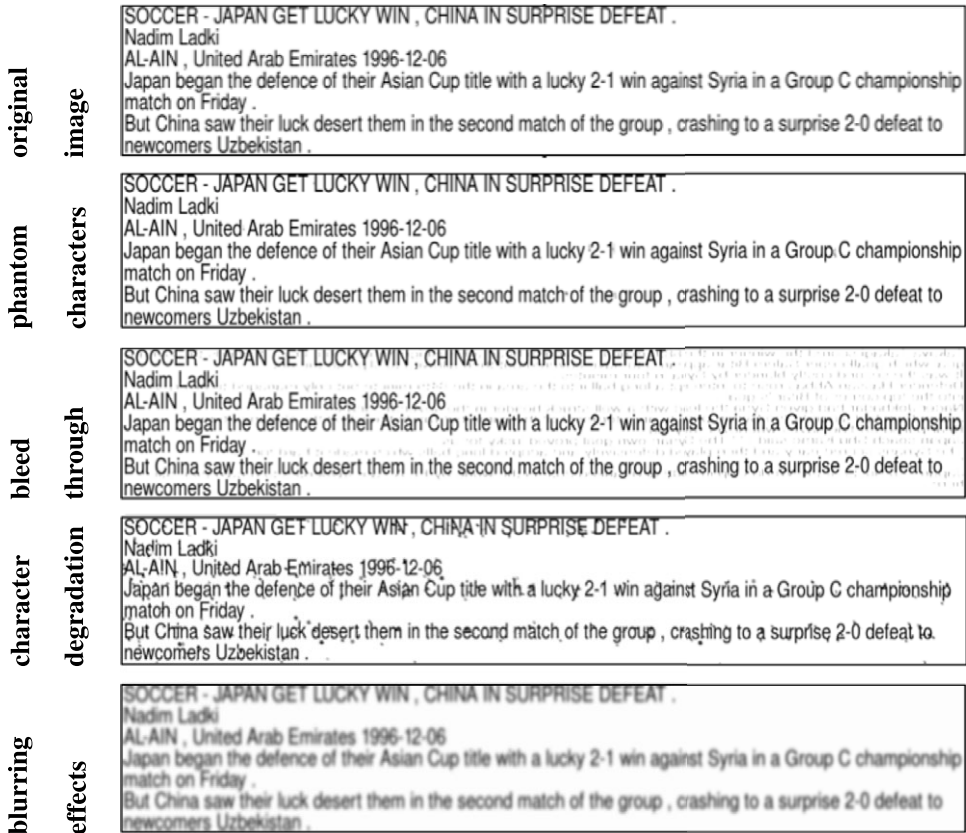 original image
SOCCER - JAPAN GET LUCKY WIN , CHINA IN SURPRISE DEFEAT .
Nadim Ladki
AL-AIN , United Arab Emirates 1996-12-06
Japan began the defence of their Asian Cup title with a lucky 2-1 win against Syria in a Group C championship
match on Friday .
But China saw their luck desert them in the second match of the group , crashing to a surprise 2-0 defeat to
newcomers Uzbekistan .
phantom characters
SOCCER - JAPAN GET LUCKY WIN , CHINA IN SURPRISE DEFEAT .
Nadim Ladki
AL-AIN , United Arab Emirates 1996-12-06
Japan began the defence of their Asian Cup title with a lucky 2-1 win against Syria in a Group C championship
match on Friday .
But China saw their luck desert them in the second match of the group , crashing to a surprise 2-0 defeat to
newcomers Uzbekistan .
bleed through
SOCCER - JAPAN GET LUCKY WIN , CHINA IN SURPRISE DEFEAT
Nadim Ladki
AL-AIN , United Arab Emirates 1996-12-06
Japan began the defence of their Asian Cup title with a lucky 2-1 win against Syria in a Group C championship
match on Friday .
But China saw their luck desert them in the second match of the group , crashing to a surprise 2-0 defeat to
newcomers Uzbekistan .
character degradation
SOCCER - JAPAN GET LUCKY WIN , CHINA IN SURPRISE DEFEAT .
Nadim Ladki
AL-AIN , United Arab Emirates 1996-12-06
Japan began the defence of their Asian Cup title with a lucky 2-1 win against Syria in a Group C championship
match on Friday .
But China saw their luck desert them in the second match of the group , crashing to a surprise 2-0 defeat to
newcomers Uzbekistan .
blurring effects
SOCCER - JAPAN GET LUCKY WIN , CHINA IN SURPRISE DEFEAT .
Nadim Ladki
AL-AIN , United Arab Emirates 1996-12-06
Japan began the defence of their Asian Cup title with a lucky 2-1 win against Syria in a Group C championship
match on Friday .
But China saw their luck desert them in the second match of the group , crashing to a surprise 2-0 defeat to
newcomers Uzbekistan .